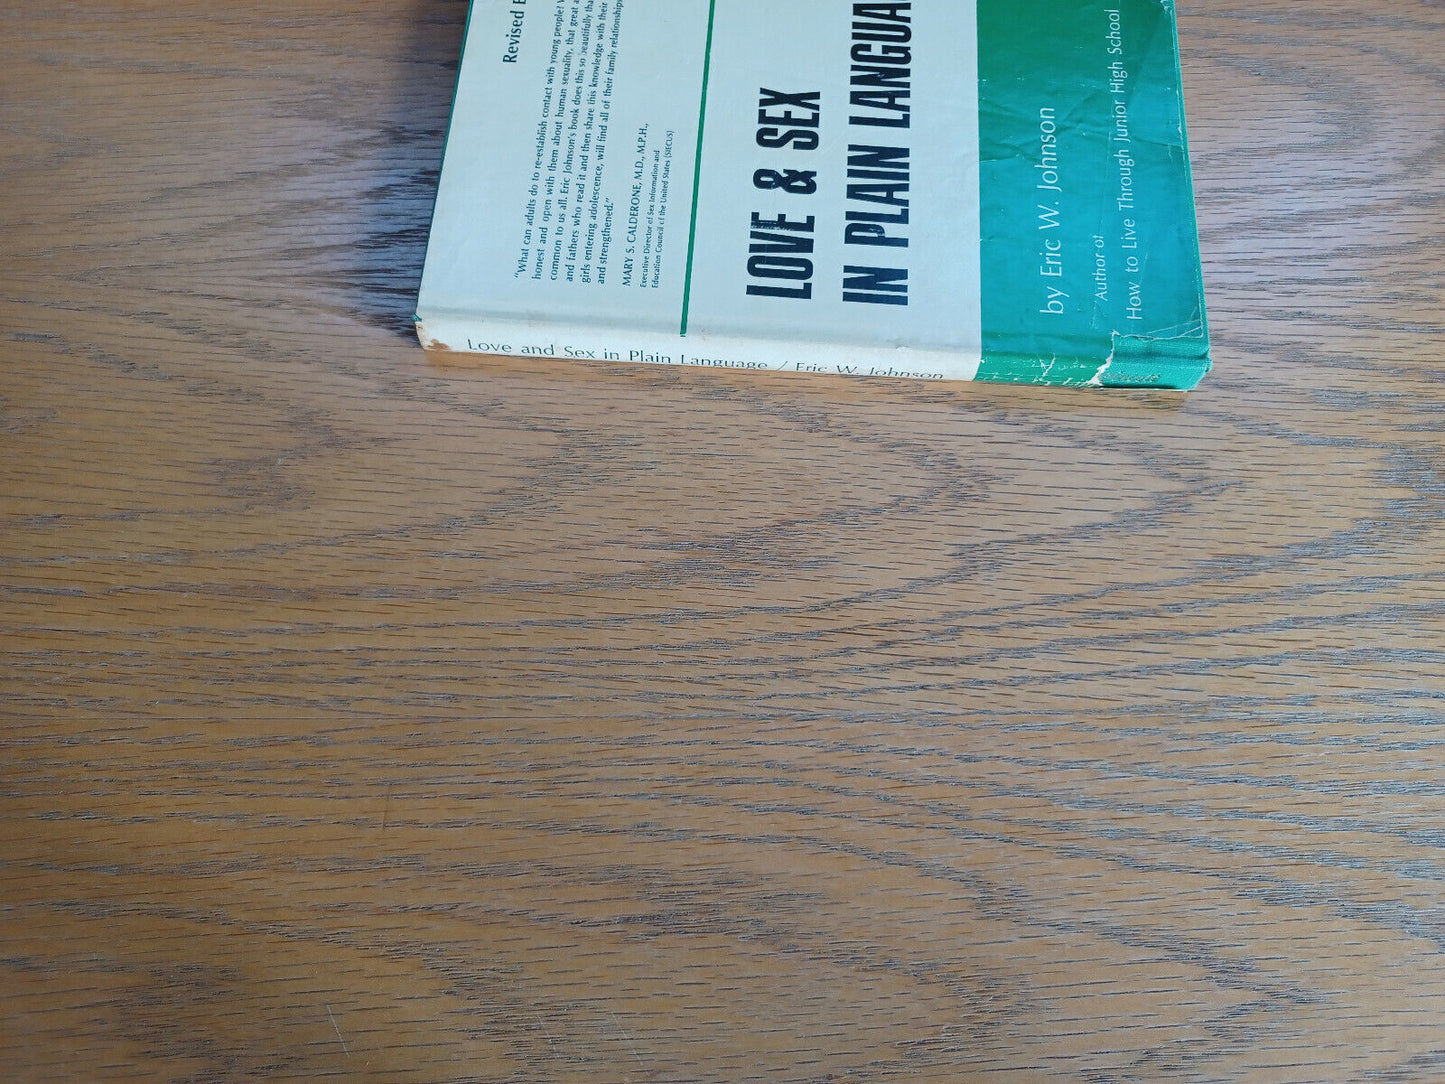 Revised E
"What can adults do to re-establish contact with young people?
honest and open with them about human sexuality, that great a
common to us all. Eric Johnson's book does this so beautifully tha
and fathers who read it and then share this knowledge with their
girls entering adolescence, will find all of their family relationships
and strengthened."
MARY S. CALDERONE, M.D., M.P.H.,
Executive Director of Sex Information and
Education Council of the United States (SIECUS)
LOVE & SEX
IN PLAIN LANGUA
by Eric W. Johnson
Author of
How to Live Through Junior High School
Love and Sex in Plain Language / Eric W. Johnson